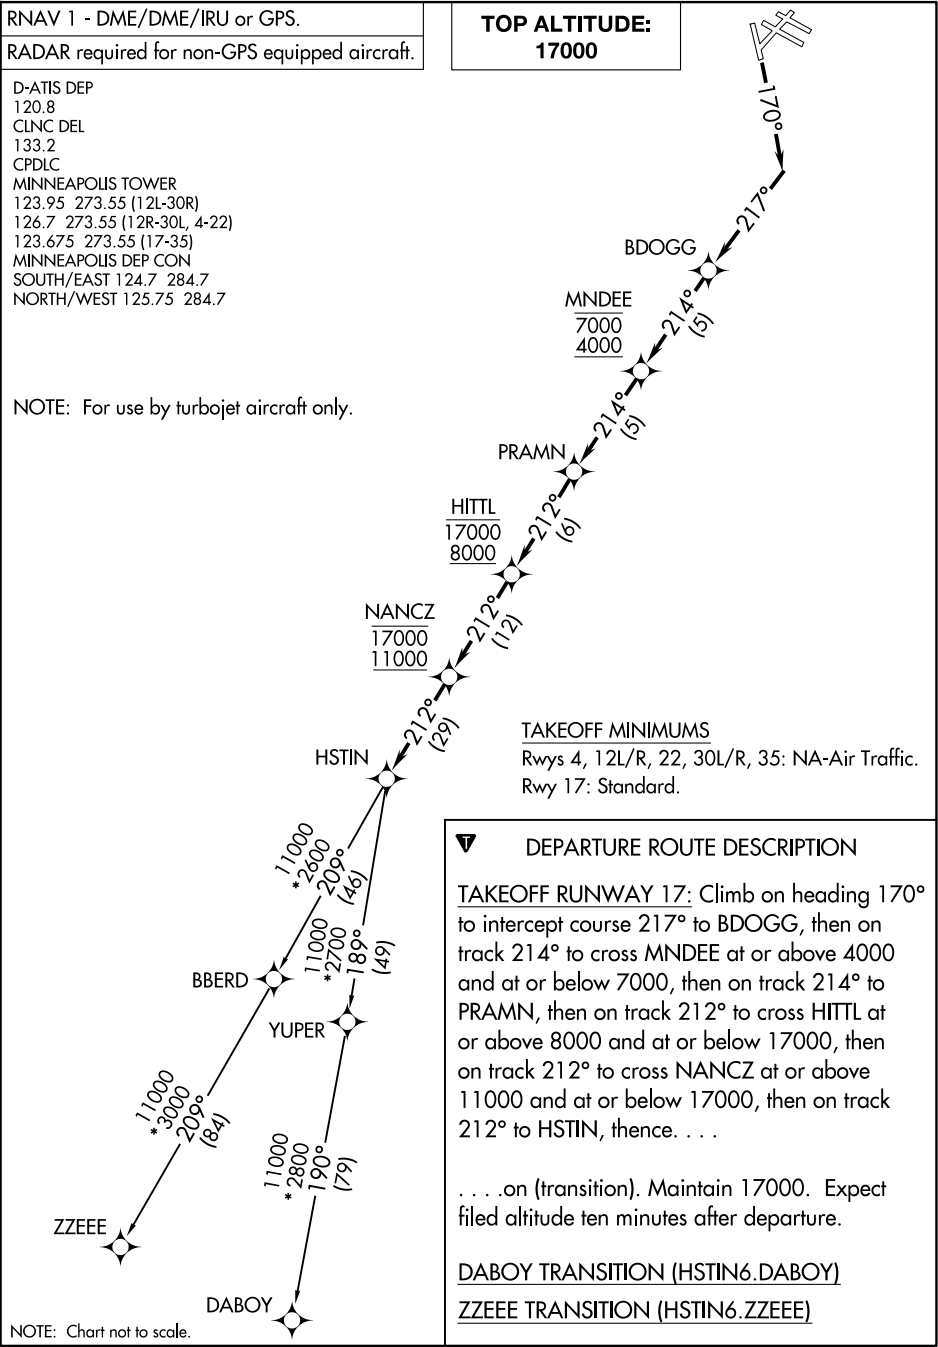 RNAV 1 - DME/DME/IRU or GPS.
RADAR required for non-GPS equipped aircraft.
TOP ALTITUDE:
17000
D-ATIS DEP
120.8
CLNC DEL
133.2
CPDLC
MINNEAPOLIS TOWER
123.95 273.55 (12L-30R)
126.7 273.55 (12R-30L, 4-22)
123.675 273.55 (17-35)
MINNEAPOLIS DEP CON
SOUTH/EAST 124.7 284.7
NORTH/WEST 125.75 284.7
NOTE: For use by turbojet aircraft only.
170°
217°
BDOGG
214°
(5)
MNDEE
7000
4000
214°
(5)
PRAMN
212°
(6)
HITTL
17000
8000
212°
(12)
NANCZ
17000
11000
212°
(29)
HSTIN
11000
*2600
209°
(46)
11000
*2700
189°
(49)
BBERD
YUPER
11000
*3000
209°
(84)
11000
*2800
190°
(79)
ZZEEE
DABOY
NOTE: Chart not to scale.
TAKEOFF MINIMUMS
Rwys 4, 12L/R, 22, 30L/R, 35: NA-Air Traffic.
Rwy 17: Standard.
T
DEPARTURE ROUTE DESCRIPTION
TAKEOFF RUNWAY 17: Climb on heading 170°
to intercept course 217° to BDOGG, then on
track 214° to cross MNDEE at or above 4000
and at or below 7000, then on track 214° to
PRAMN, then on track 212° to cross HITTL at
or above 8000 and at or below 17000, then
on track 212° to cross NANCZ at or above
11000 and at or below 17000, then on track
212° to HSTIN, thence. . . .
. . . .on (transition). Maintain 17000. Expect
filed altitude ten minutes after departure.
DABOY TRANSITION (HSTIN6.DABOY)
ZZEEE TRANSITION (HSTIN6.ZZEEE)